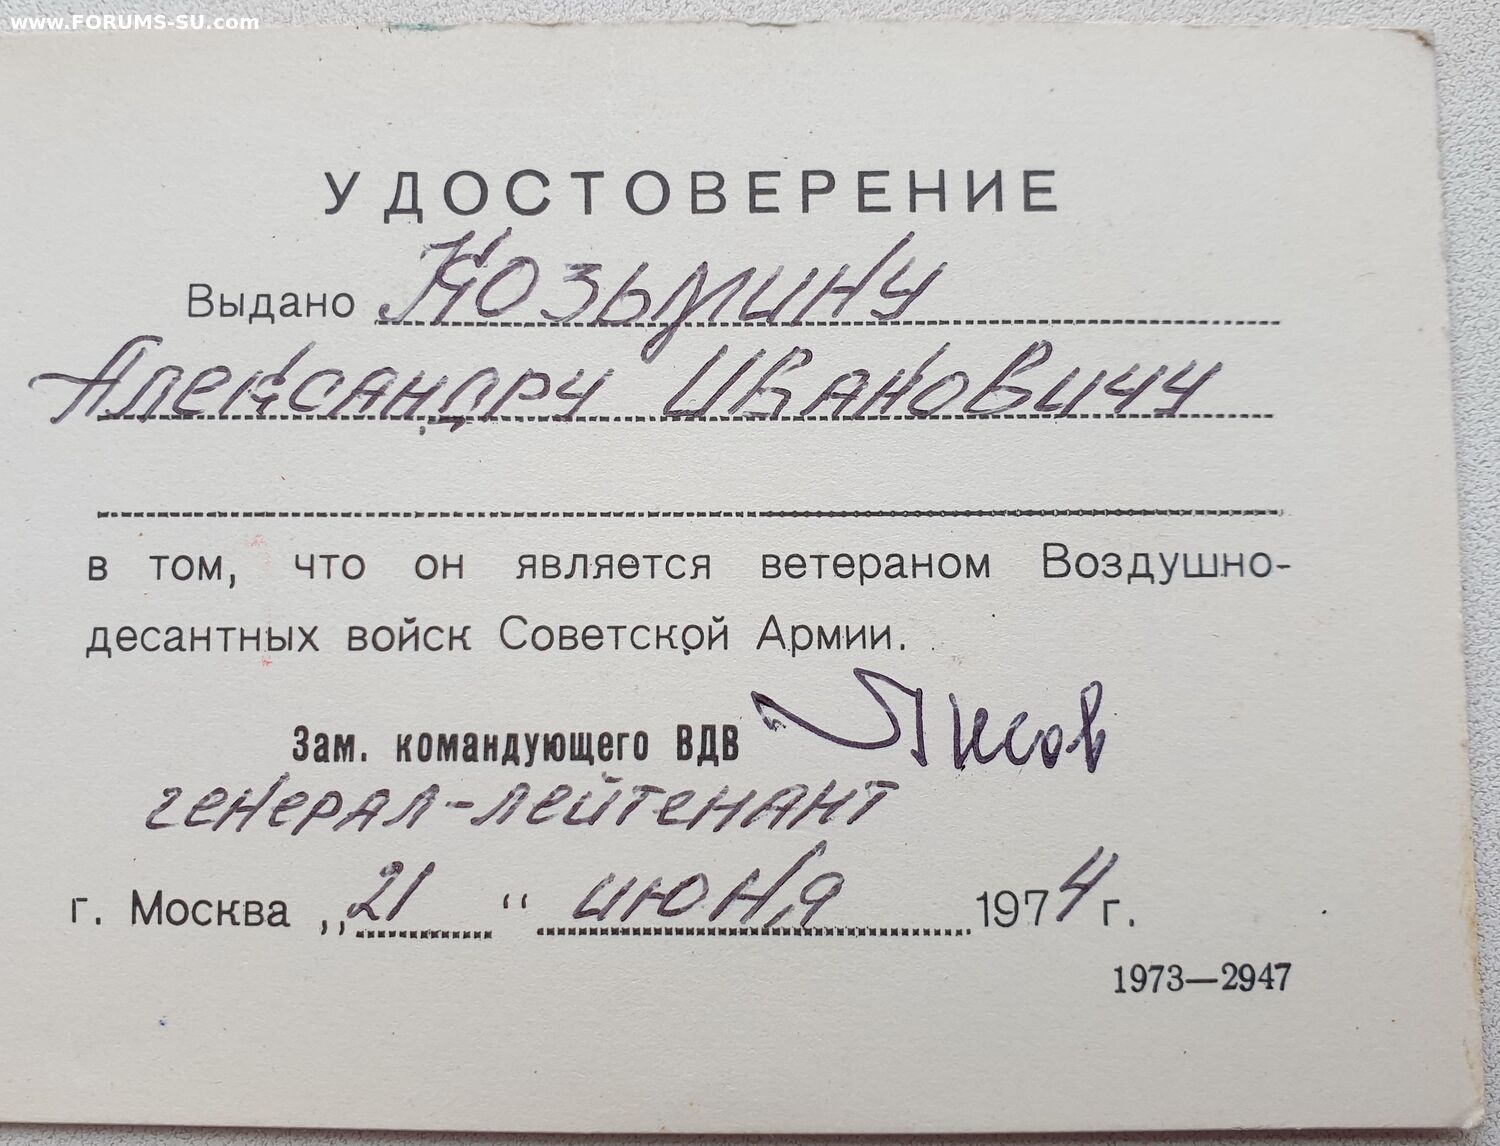 www.FORUMS-SU.com
УДОСТОВЕРЕНИЕ
Выдано Козьмину
Александру Ивановичу
в том, что он является ветераном Воздушно-
десантных войск Советской Армии.
Зам. командующего ВДВ
генерал-лейтенант
г. Москва „21 “ июня 1974 г.
1973—2947